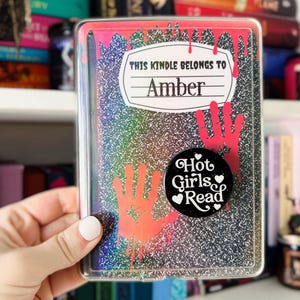 THIS KINDLE BELONGS TO
Amber
Hot
Girls
Read